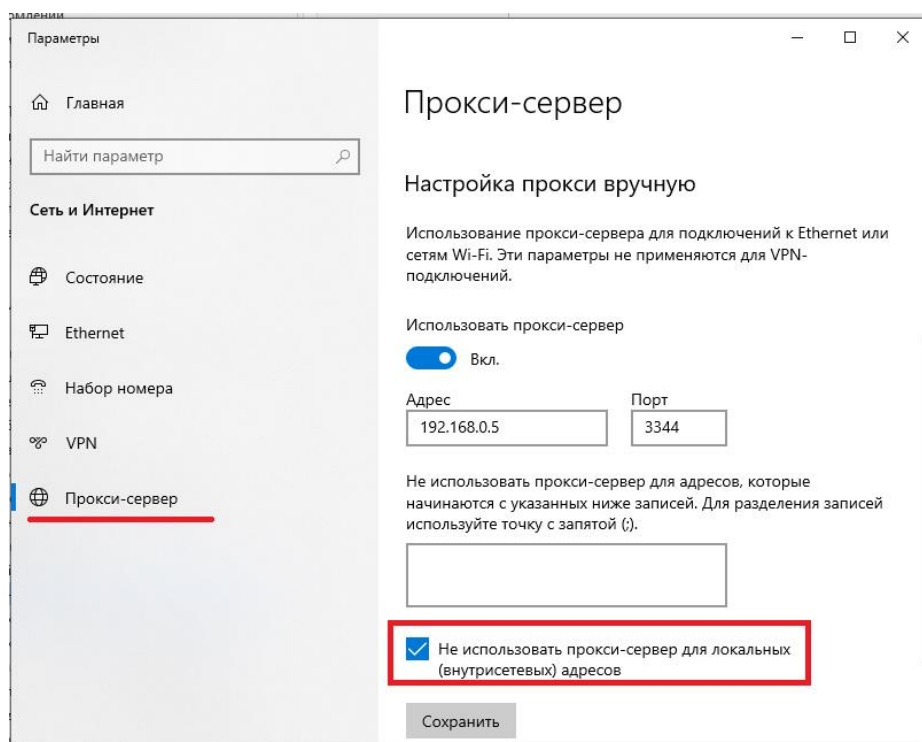 Параметры
Главная
Найти параметр
Сеть и Интернет
Состояние
Ethernet
Набор номера
VPN
Прокси-сервер
Прокси-сервер
Настройка прокси вручную
Использование прокси-сервера для подключений к Ethernet или
сетям Wi-Fi. Эти параметры не применяются для VPN-
подключений.
Использовать прокси-сервер
Вкл.
Адрес Порт
192.168.0.5 3344
Не использовать прокси-сервер для адресов, которые
начинаются с указанных ниже записей. Для разделения записей
используйте точку с запятой (;).
Не использовать прокси-сервер для локальных
(внутрисетевых) адресов
Сохранить